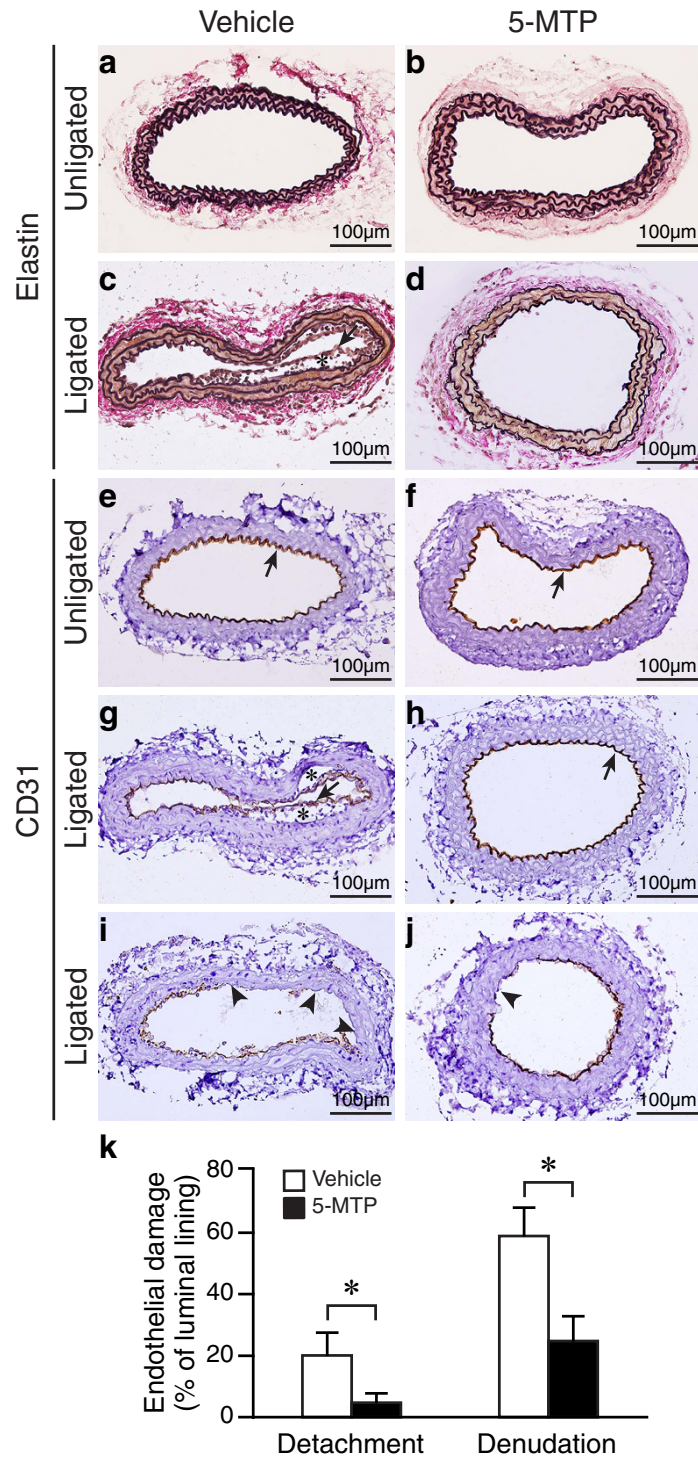 Vehicle 5-MTP
Elastin
Unligated
a
100µm
b
100µm
Ligated
c
*
100µm
d
100µm
CD31
Unligated
e
100µm
f
100µm
Ligated
g
*
*
100µm
h
100µm
Ligated
i
100µm
j
100µm
k
Endothelial damage
(% of luminal lining)
80
60
40
20
0
Vehicle
5-MTP
*
*
Detachment Denudation